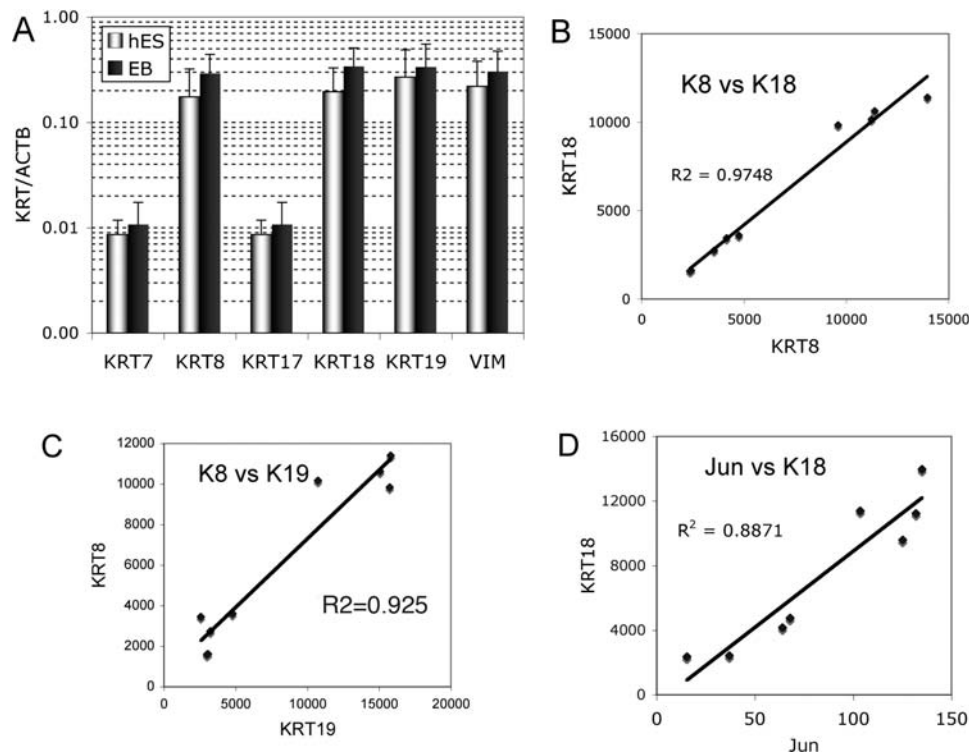 A
1.00
hES
EB
0.10
0.01
0.00
KRT/ACTB
KRT7 KRT8 KRT17 KRT18 KRT19 VIM
B
15000
K8 vs K18
10000
R2 = 0.9748
5000
0
KRT18
0 5000 10000 15000
KRT8
C
12000
K8 vs K19
10000
8000
6000
4000
R2=0.925
2000
0
KRT8
0 5000 10000 15000 20000
KRT19
D
16000
Jun vs K18
12000
R² = 0.8871
8000
4000
0
KRT18
0 50 100 150
Jun